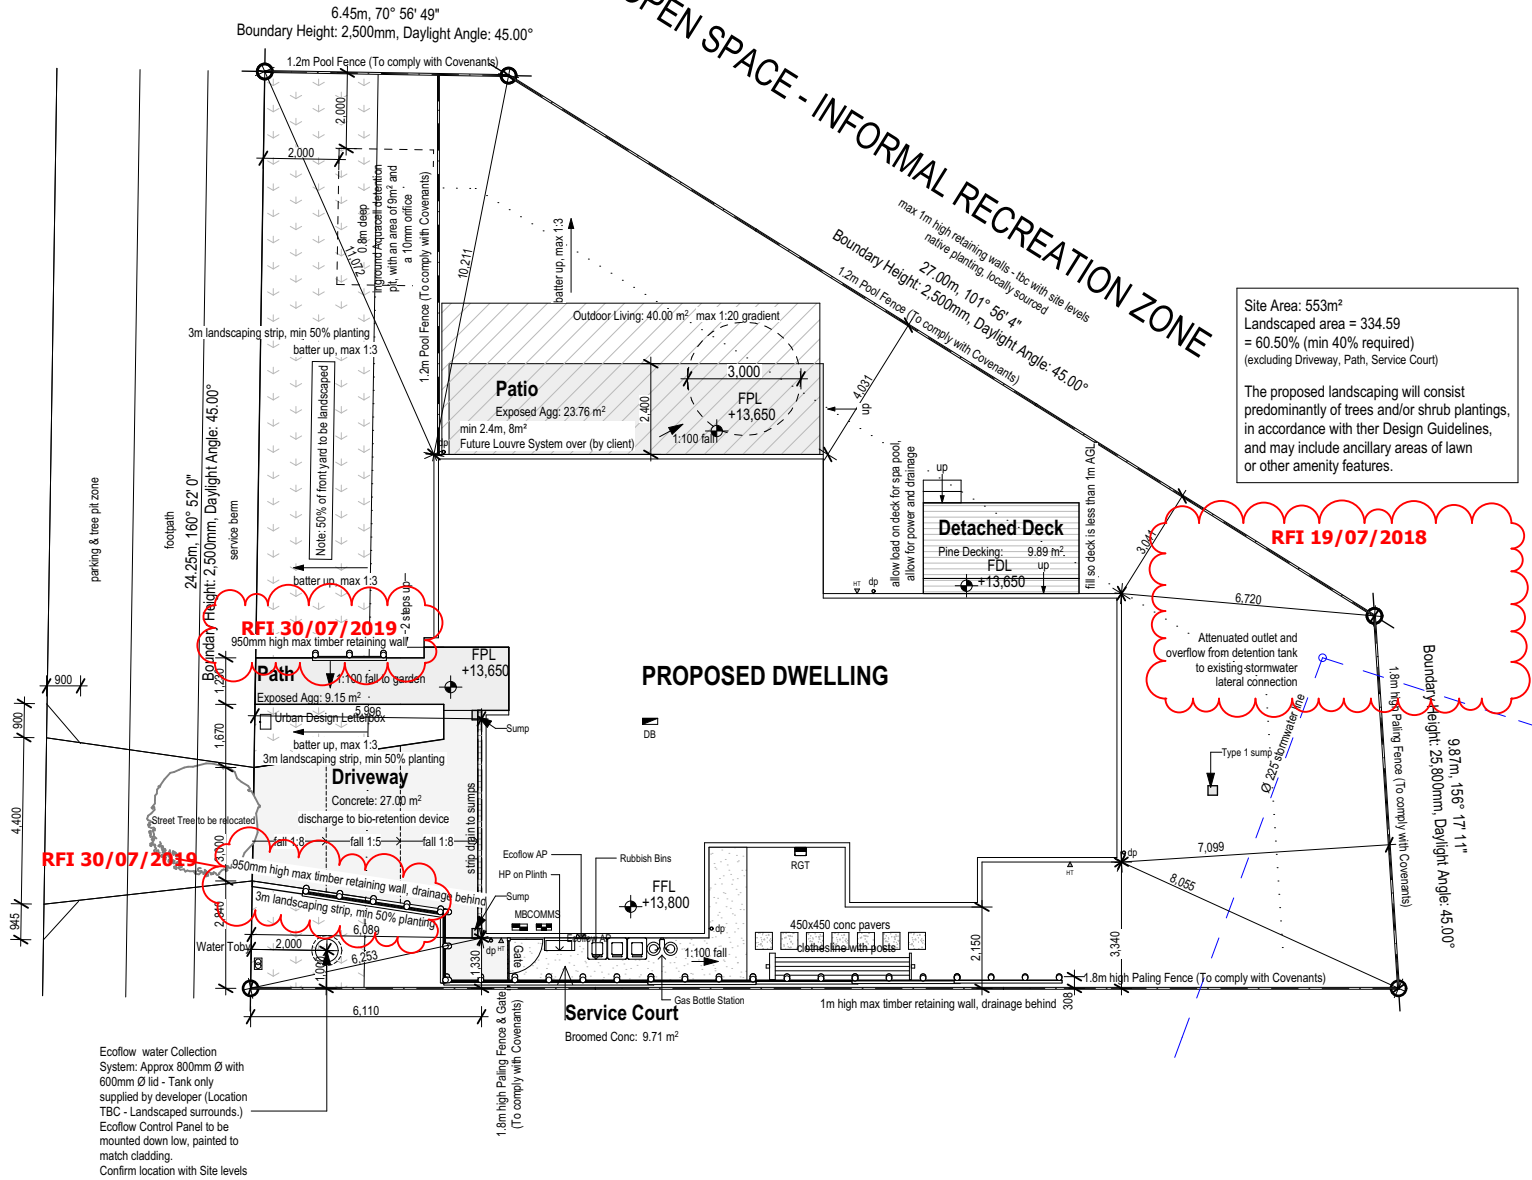 6.45m, 70° 56' 49"
Boundary Height: 2,500mm, Daylight Angle: 45.00°
1.2m Pool Fence (To comply with Covenants)
OPEN SPACE - INFORMAL RECREATION ZONE
2,000
2,000
11,072
10,211
0.8m deep
Inground Aquacell detention
pit, with an area of 9m² and
a 10mm orifice
1.2m Pool Fence (To comply with Covenants)
batter up, max 1:3
max 1m high retaining walls - tbc with site levels
native planting, locally sourced
27.00m, 101° 56' 4"
Boundary Height: 2,500mm, Daylight Angle: 45.00°
1.2m Pool Fence (To comply with Covenants)
Site Area: 553m²
Landscaped area = 334.59
= 60.50% (min 40% required)
(excluding Driveway, Path, Service Court)
The proposed landscaping will consist
predominantly of trees and/or shrub plantings,
in accordance with ther Design Guidelines,
and may include ancillary areas of lawn
or other amenity features.
Outdoor Living: 40.00 m² max 1:20 gradient
3m landscaping strip, min 50% planting
batter up, max 1:3
Note: 50% of front yard to be landscaped
Patio
Exposed Agg: 23.76 m²
min 2.4m, 8m²
Future Louvre System over (by client)
2,400
3,000
FPL
+13,650
1:100 fall
dp
4,031
up
parking & tree pit zone
footpath
24.25m, 160° 52' 0"
Boundary Height: 2,500mm, Daylight Angle: 45.00°
service berm
allow load on deck for spa pool,
allow for power and drainage
up
Detached Deck
Pine Decking: 9.89 m²
FDL
+13,650
up
fill so deck is less than 1m AGL
HT
dp
3,041
RFI 19/07/2018
6,720
Attenuated outlet and
overflow from detention tank
to existing stormwater
lateral connection
Ø 225 stormwater line
Type 1 sump
1.8m high Paling Fence (To comply with Covenants)
9.87m, 156° 17' 11"
Boundary Height: 25,800mm, Daylight Angle: 45.00°
batter up, max 1:3
2 steps up
RFI 30/07/2019
950mm high max timber retaining wall
Path
1:100 fall to garden
Exposed Agg: 9.15 m²
FPL
+13,650
PROPOSED DWELLING
DB
900
900
1,230
1,670
5,996
Urban Design Letterbox
batter up, max 1:3
3m landscaping strip, min 50% planting
Sump
Driveway
Concrete: 27.00 m²
discharge to bio-retention device
fall 1:8
fall 1:5
fall 1:8
strip drain to sumps
Street Tree to be relocated
4,400
3,000
RFI 30/07/2019
950mm high max timber retaining wall, drainage behind
3m landscaping strip, min 50% planting
945
2,840
Water Toby
2,000
6,089
6,253
1,000
6,110
1,330
Ecoflow AP
HP on Plinth
Sump
MBCOMMS
Ecoflow AP
Rubbish Bins
FFL
+13,800
dp
HT
Gate
1:100 fall
dp
Gas Bottle Station
RGT
450x450 conc pavers
clothesline with posts
2,150
3,340
HT
dp
7,099
8,055
308
1.8m high Paling Fence (To comply with Covenants)
1m high max timber retaining wall, drainage behind
Service Court
Broomed Conc: 9.71 m²
1.8m high Paling Fence & Gate
(To comply with Covenants)
Ecoflow water Collection
System: Approx 800mm Ø with
600mm Ø lid - Tank only
supplied by developer (Location
TBC - Landscaped surrounds.)
Ecoflow Control Panel to be
mounted down low, painted to
match cladding.
Confirm location with Site levels